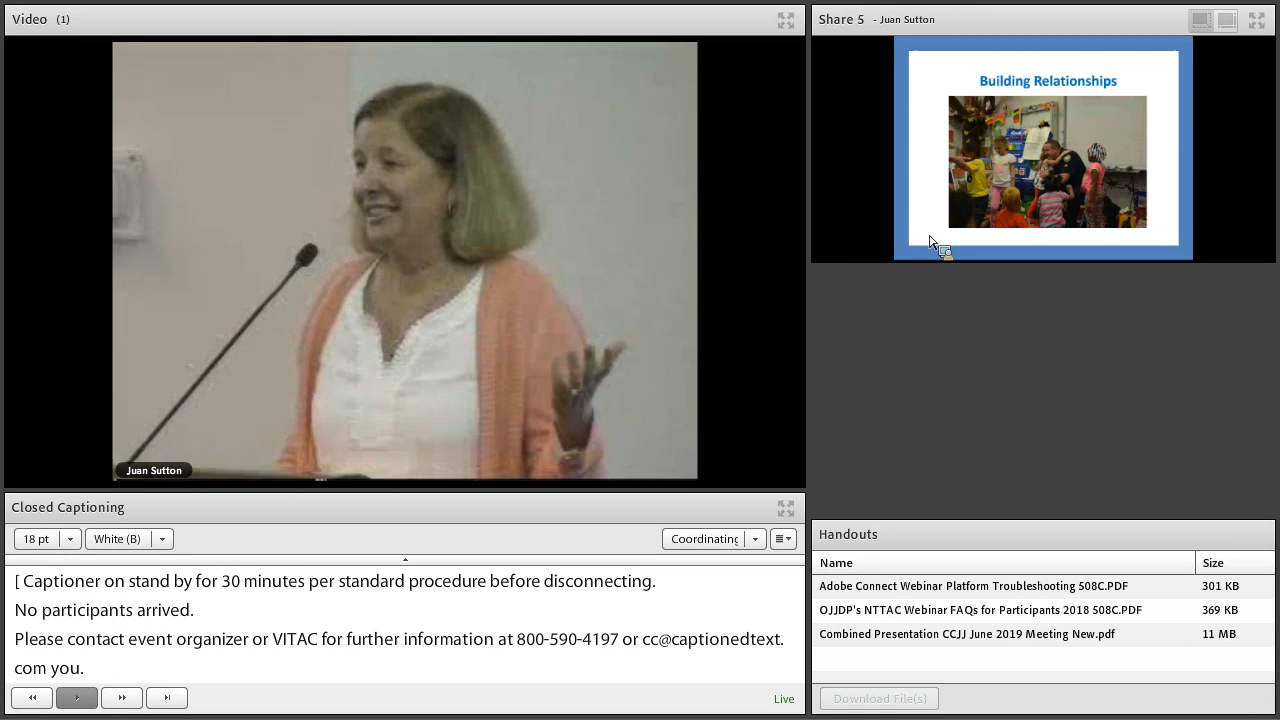 Video (1)
Juan Sutton
Share 5 - Juan Sutton
Building Relationships
Closed Captioning
18 pt
White (B)
Coordinating
[ Captioner on stand by for 30 minutes per standard procedure before disconnecting.
No participants arrived.
Please contact event organizer or VITAC for further information at 800-590-4197 or cc@captionedtext.
com you.
Live
Handouts
Name Size
Adobe Connect Webinar Platform Troubleshooting 508C.PDF 301 KB
OJJDP's NTTAC Webinar FAQs for Participants 2018 508C.PDF 369 KB
Combined Presentation CCJJ June 2019 Meeting New.pdf 11 MB
Download File(s)